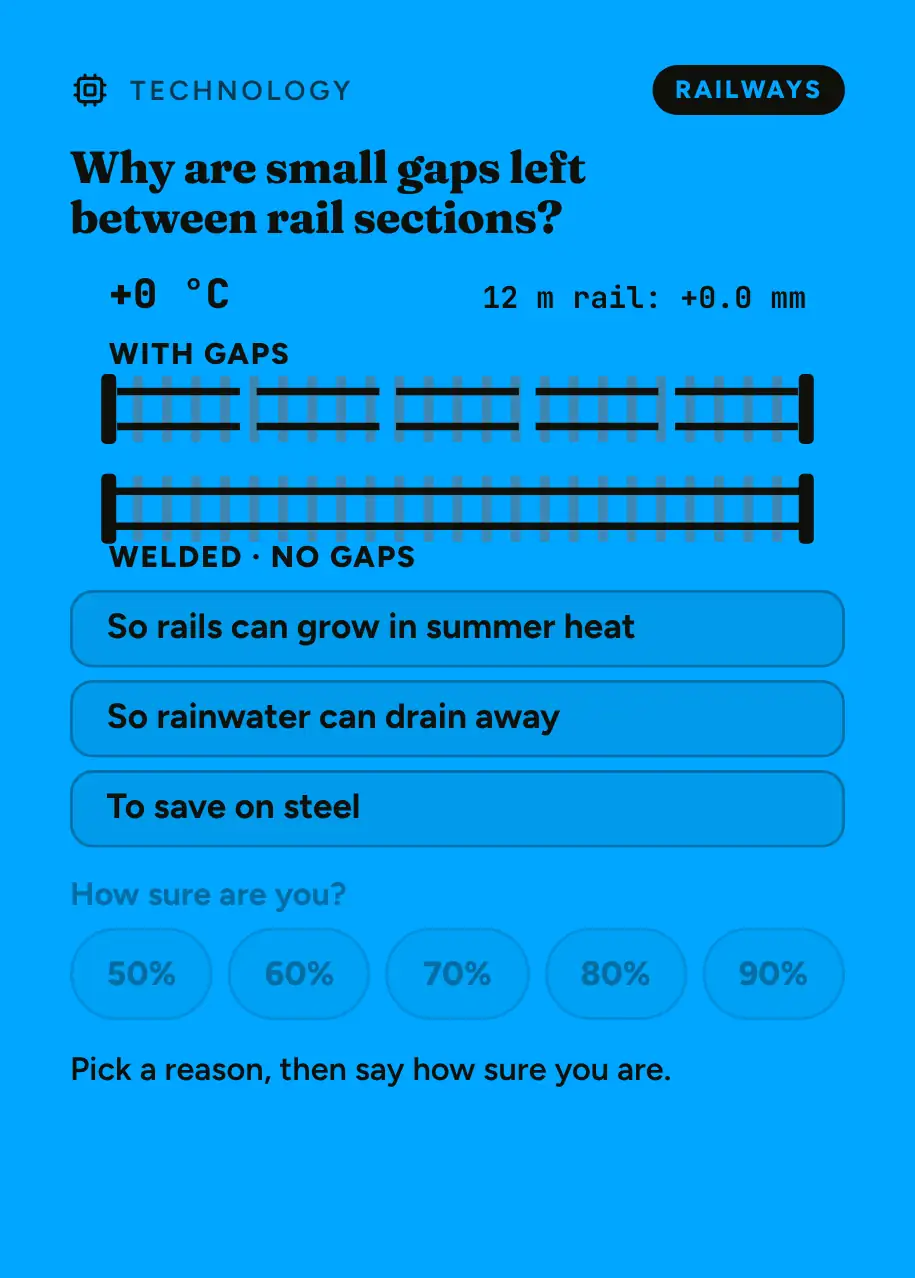 TECHNOLOGY
RAILWAYS
Why are small gaps left
between rail sections?
+0 °C
12 m rail: +0.0 mm
WITH GAPS
WELDED · NO GAPS
So rails can grow in summer heat
So rainwater can drain away
To save on steel
How sure are you?
50%
60%
70%
80%
90%
Pick a reason, then say how sure you are.